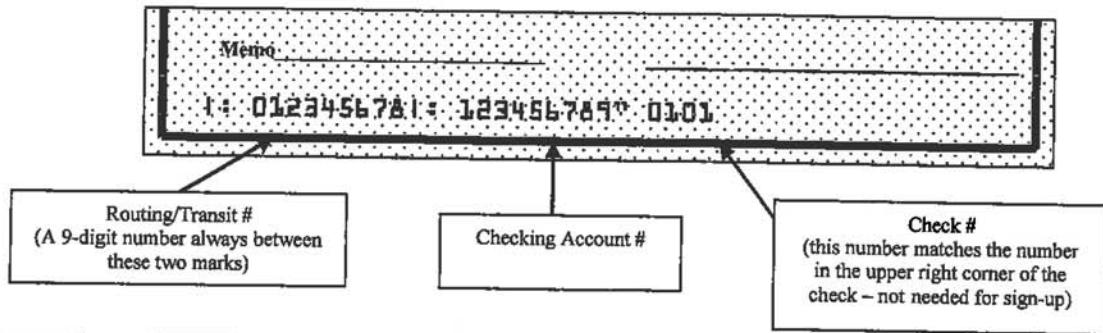 Memo
|: 012345678|: 123456789" 0101
Routing/Transit #
(A 9-digit number always between
these two marks)
Checking Account #
Check #
(this number matches the number
in the upper right corner of the
check – not needed for sign-up)